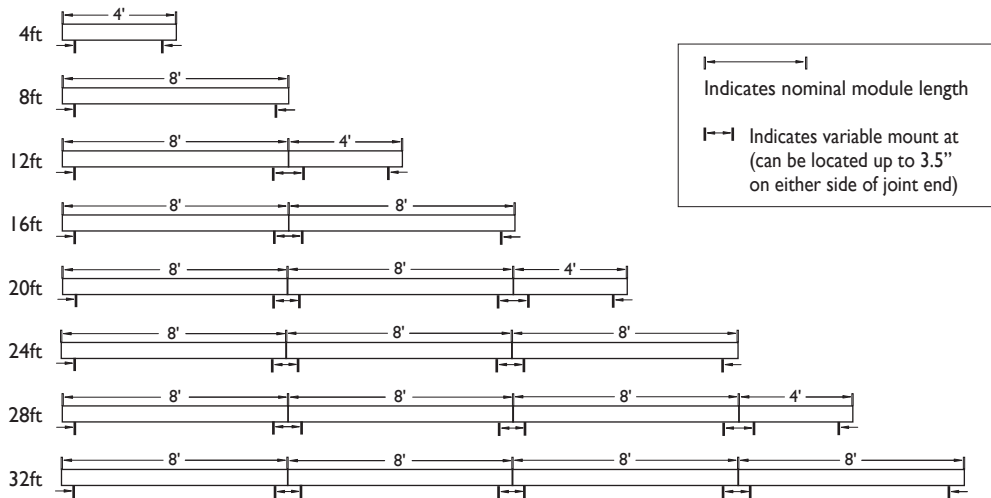 4ft
4'
8ft
8'
12ft
8' 4'
16ft
8' 8'
20ft
8' 8' 4'
24ft
8' 8' 8'
28ft
8' 8' 8' 4'
32ft
8' 8' 8' 8'
Indicates nominal module length
Indicates variable mount at
(can be located up to 3.5”
on either side of joint end)